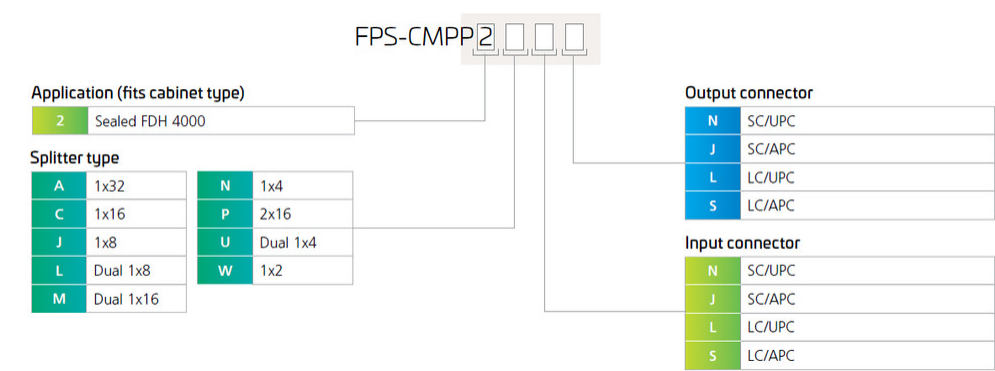 FPS-CMPP2
Application (fits cabinet type)
2 Sealed FDH 4000
Splitter type
A 1x32
C 1x16
J 1x8
L Dual 1x8
M Dual 1x16
N 1x4
P 2x16
U Dual 1x4
W 1x2
Output connector
N SC/UPC
J SC/APC
L LC/UPC
S LC/APC
Input connector
N SC/UPC
J SC/APC
L LC/UPC
S LC/APC